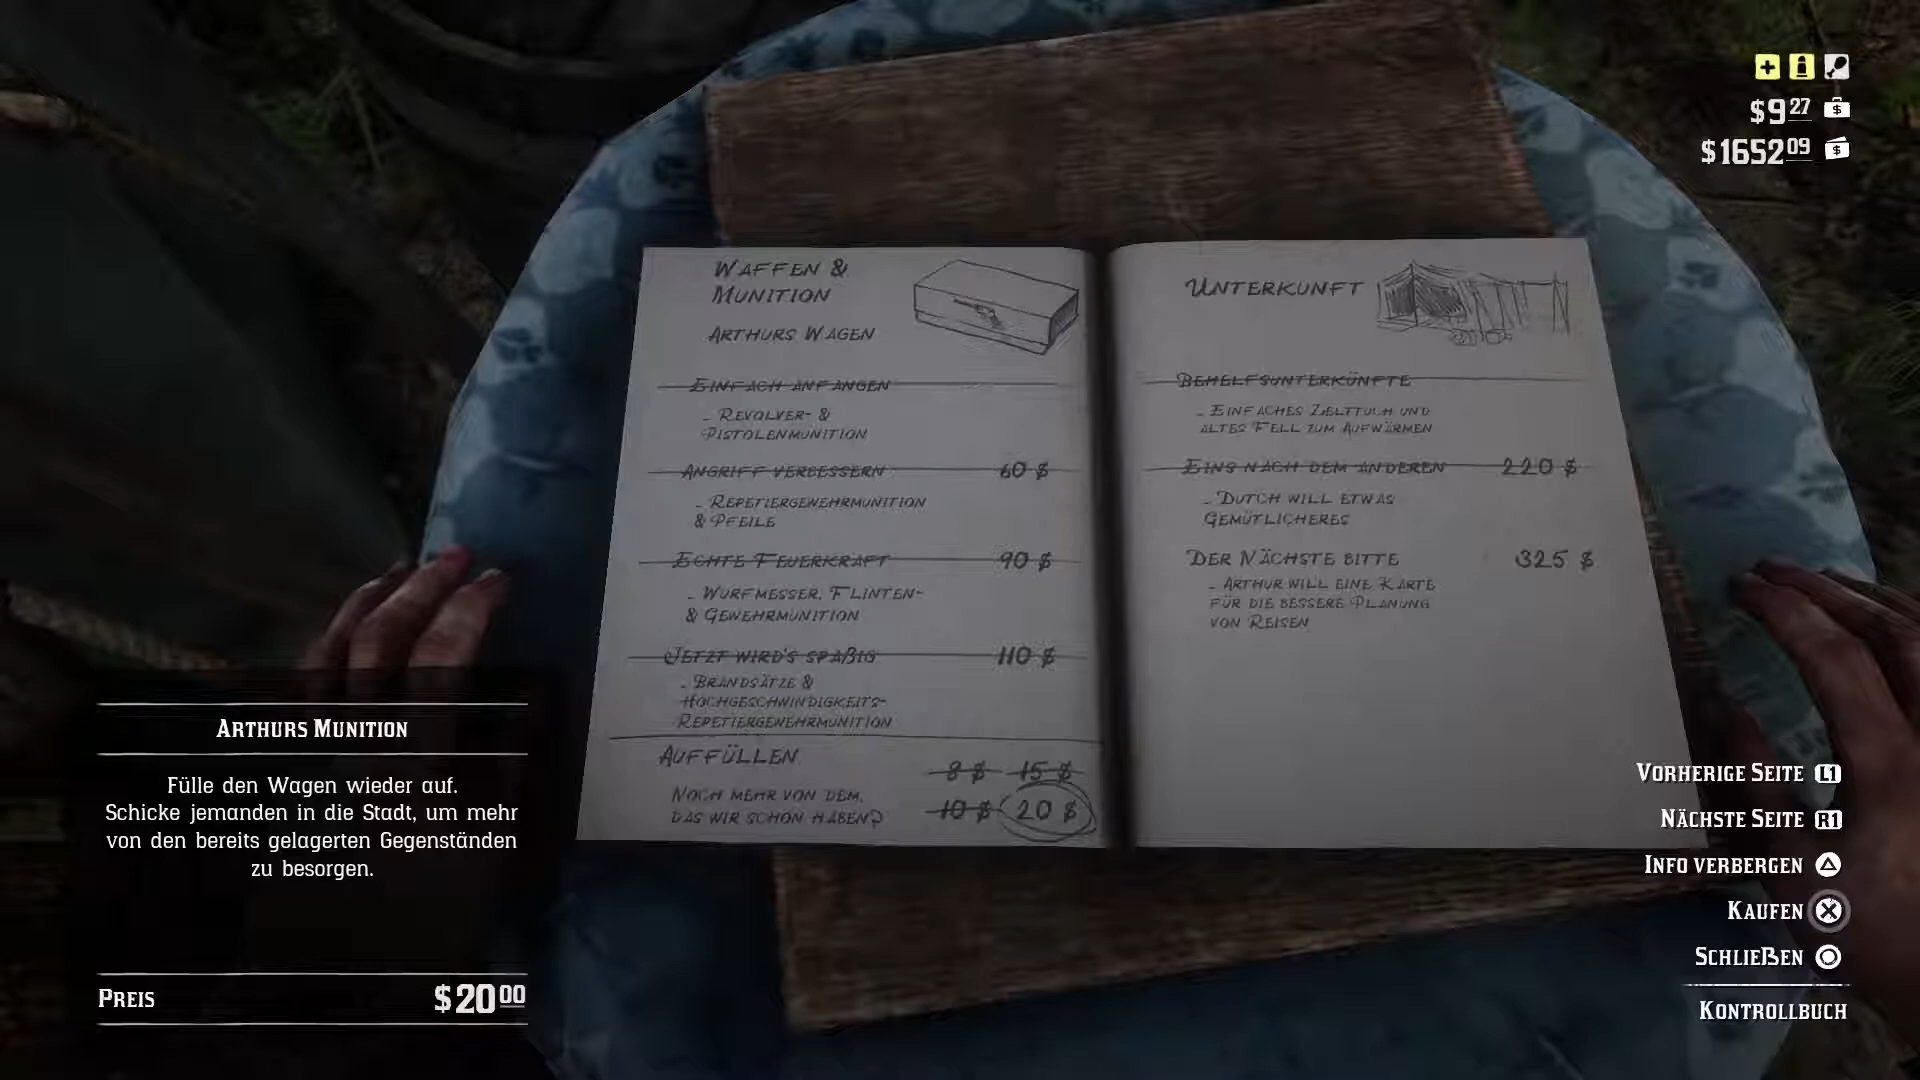 $9 27
$1652 09
WAFFEN &
MUNITION
ARTHURS WAGEN
EINFACH ANFANGEN
- REVOLVER- &
PISTOLENMUNITION
ANGRIFF VERBESSERN 60 $
- REPETIERGEWEHRMUNITION
& PFEILE
ECHTE FEUERKRAFT 90 $
- WURFMESSER, FLINTEN-
& GEWEHRMUNITION
JETZT WIRD'S SPAßIG 110 $
- BRANDSÄTZE &
HOCHGESCHWINDIGKEITS-
REPETIERGEWEHRMUNITION
AUFFÜLLEN 8 $ 15 $
NOCH MEHR VON DEM,
DAS WIR SCHON HABEN? 10 $ 20 $
UNTERKUNFT
BEHELFSUNTERKÜNFTE
- EINFACHES ZELTTUCH UND
ALTES FELL ZUM AUFWÄRMEN
EINS NACH DEM ANDEREN 220 $
- DUTCH WILL ETWAS
GEMÜTLICHERES
DER NÄCHSTE BITTE 325 $
- ARTHUR WILL EINE KARTE
FÜR DIE BESSERE PLANUNG
VON REISEN
ARTHURS MUNITION
Fülle den Wagen wieder auf.
Schicke jemanden in die Stadt, um mehr
von den bereits gelagerten Gegenständen
zu besorgen.
PREIS $20 00
VORHERIGE SEITE L1
NÄCHSTE SEITE R1
INFO VERBERGEN
KAUFEN
SCHLIEßEN
KONTROLLBUCH